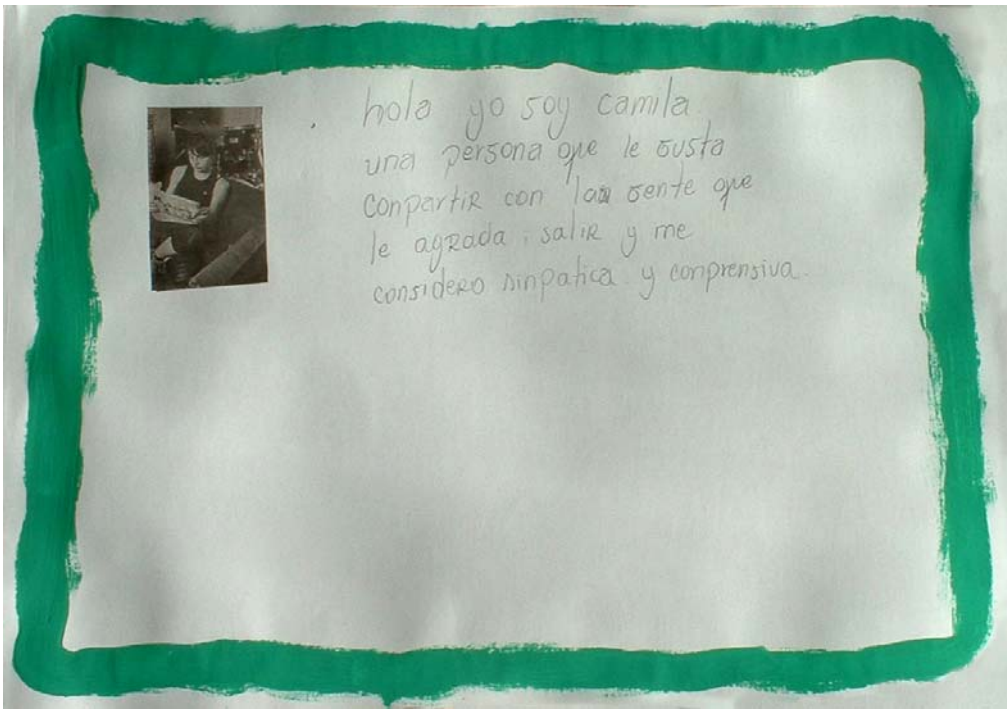 hola yo soy camila.
una persona que le gusta
conpartir con la gente que
le agrada, salir y me
considero sinpatica y conprensiva.